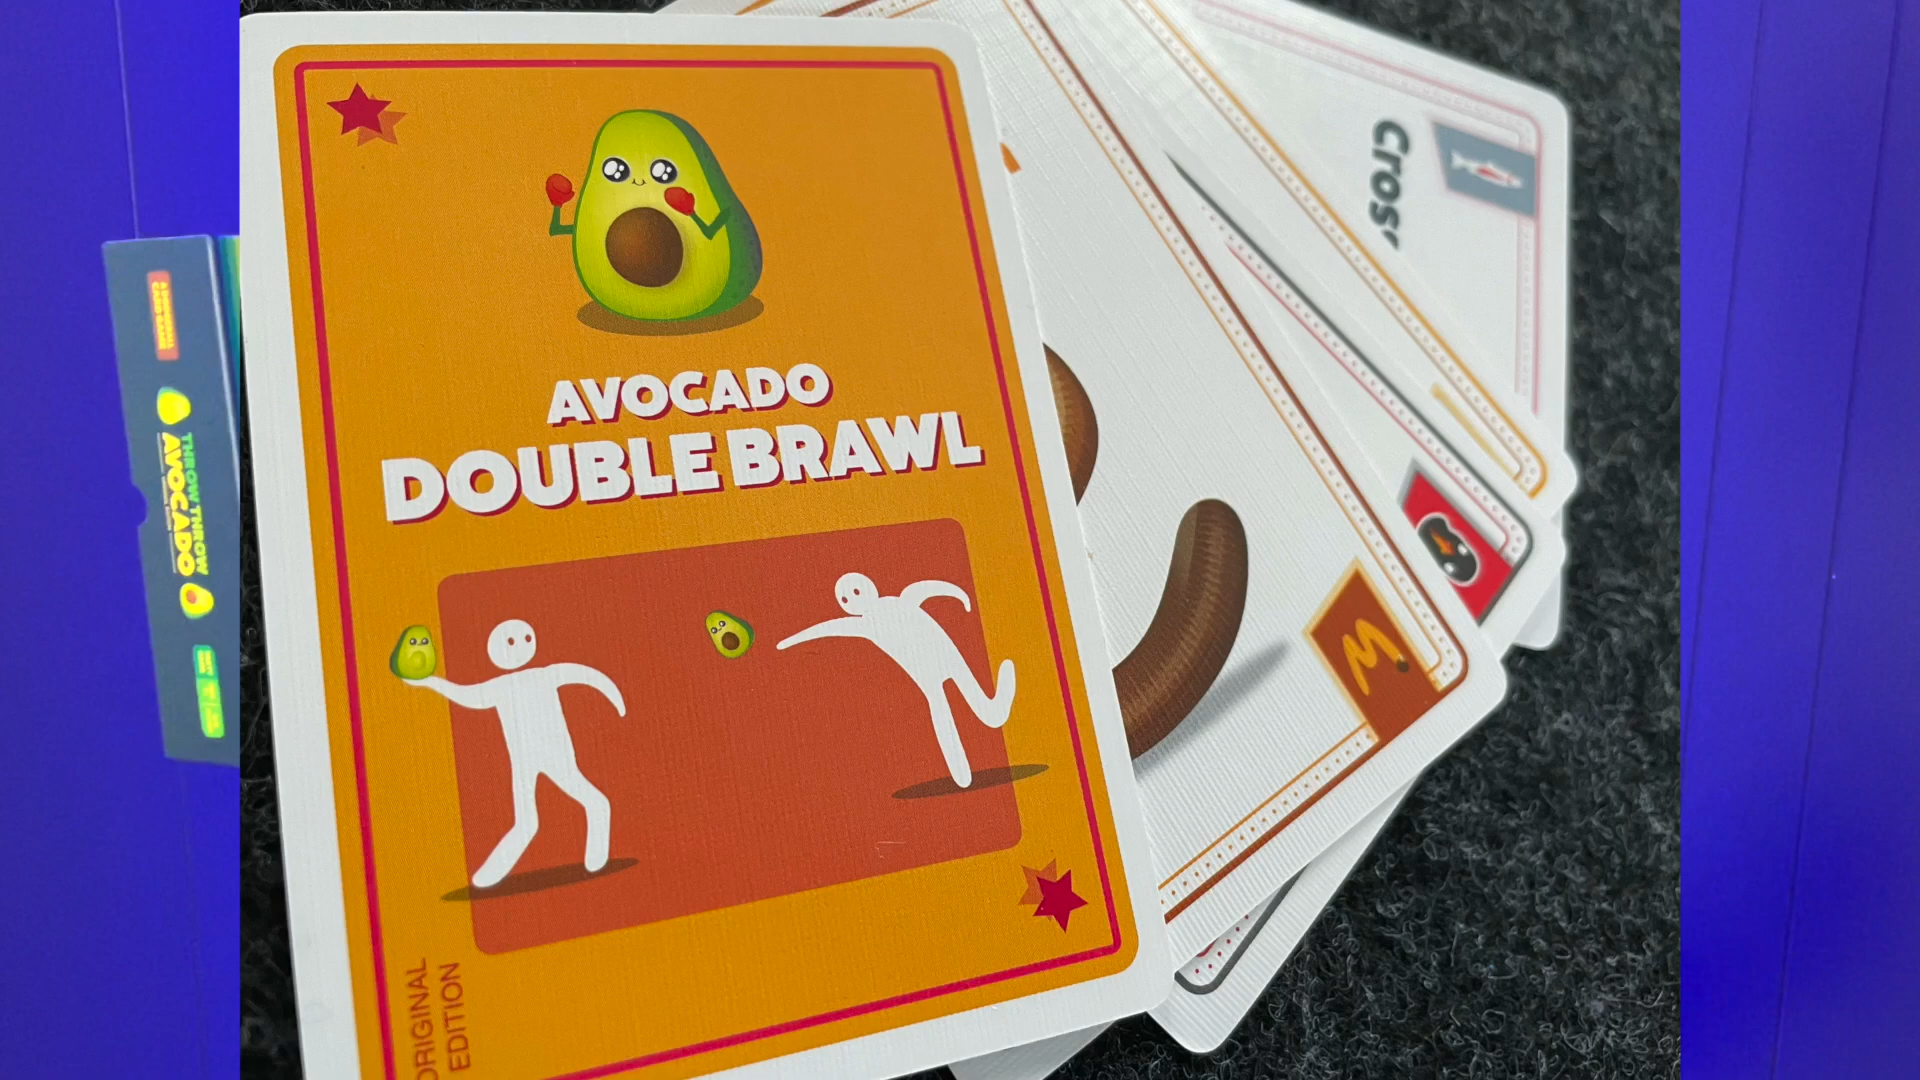 AVOCADO
DOUBLE BRAWL
ORIGINAL
EDITION
Cros
THROW THROW
AVOCADO